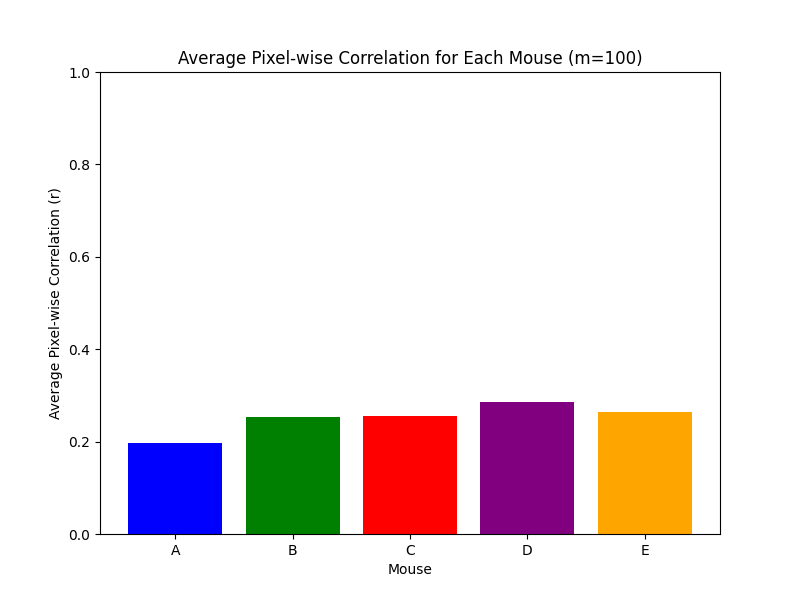 Average Pixel-wise Correlation for Each Mouse (m=100)
Average Pixel-wise Correlation (r)
1.0
0.8
0.6
0.4
0.2
0.0
A B C D E
Mouse